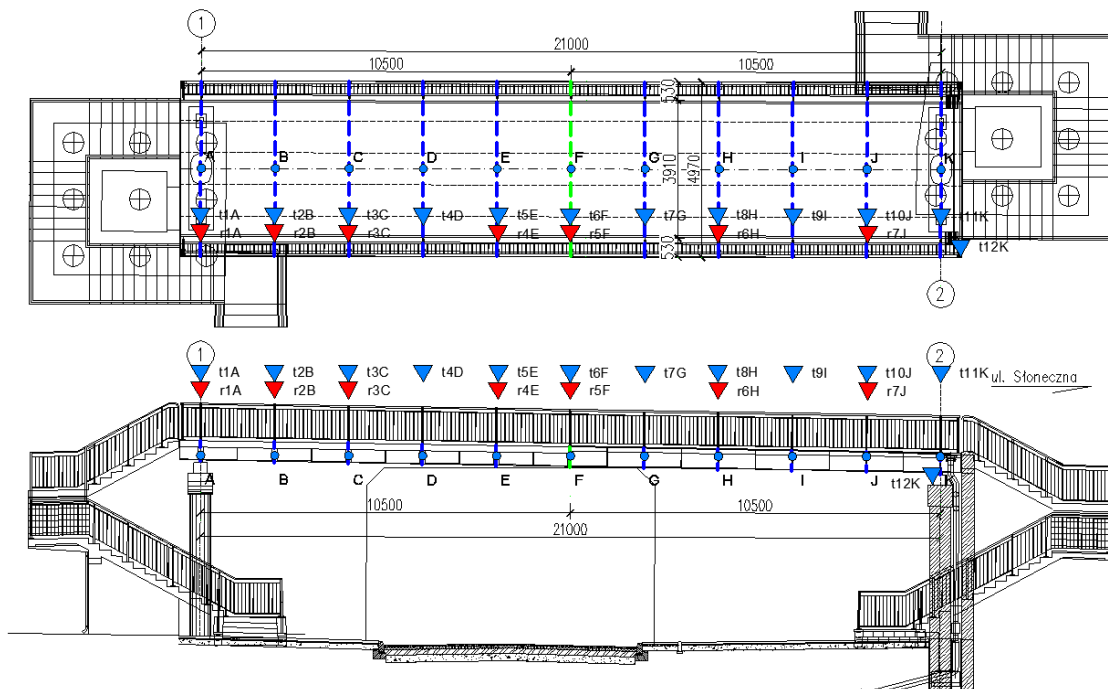 1
21000
10500 10500
530
3910
4970
530
A B C D E F G H I J K
t1A t2B t3C t4D t5E t6F t7G t8H t9I t10J t11K
r1A r2B r3C r4E r5F r6H r7J
t12K
2
1 2
t1A t2B t3C t4D t5E t6F t7G t8H t9I t10J t11K
ul. Słoneczna
r1A r2B r3C r4E r5F r6H r7J
A B C D E F G H I J K
t12K
10500 10500
21000